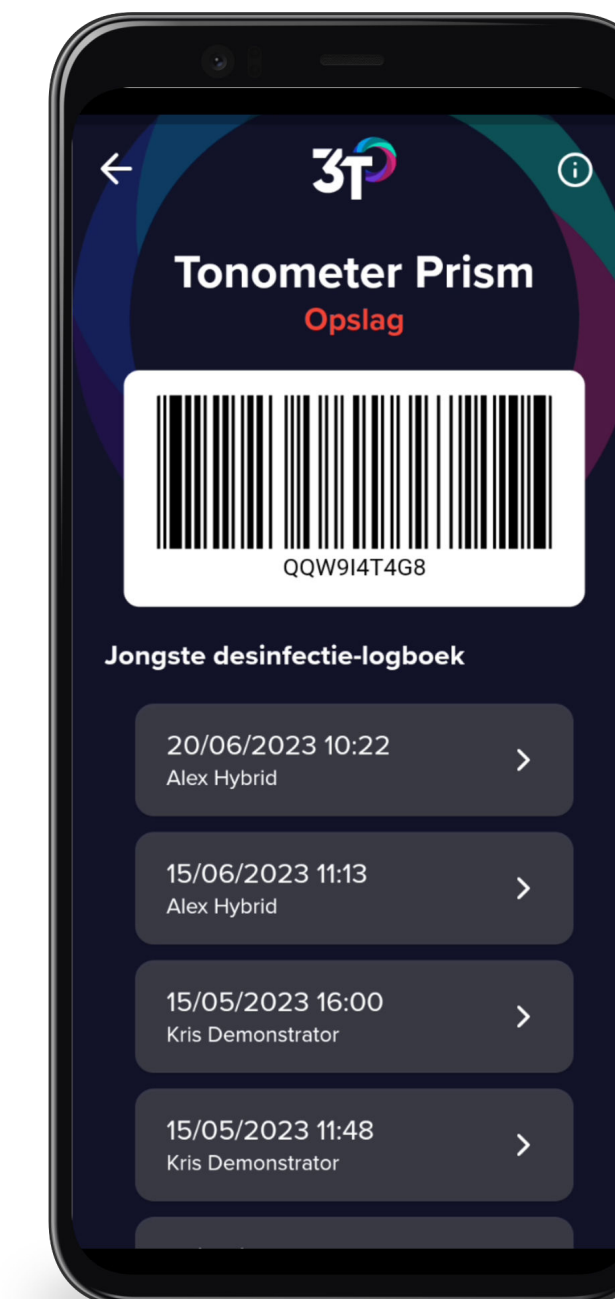 3T
Tonometer Prism
Opslag
QQW9I4T4G8
Jongste desinfectie-logboek
20/06/2023 10:22
Alex Hybrid
15/06/2023 11:13
Alex Hybrid
15/05/2023 16:00
Kris Demonstrator
15/05/2023 11:48
Kris Demonstrator